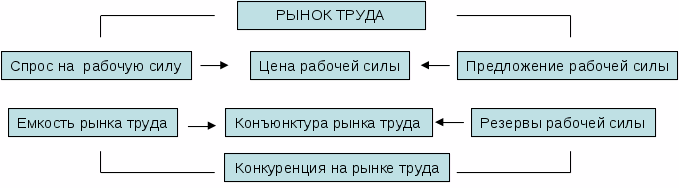 РЫНОК ТРУДА
Спрос на рабочую силу
Цена рабочей силы
Предложение рабочей силы
Емкость рынка труда
Конъюнктура рынка труда
Резервы рабочей силы
Конкуренция на рынке труда